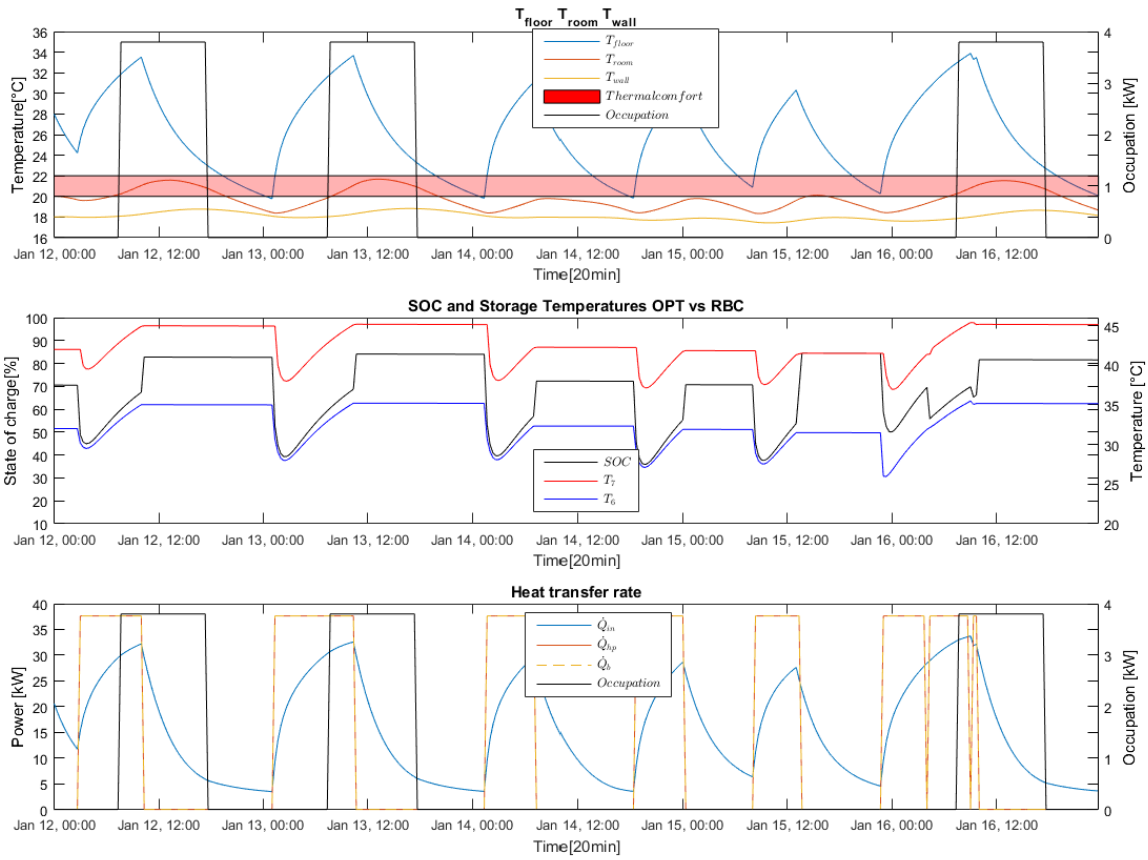 T_floor T_room T_wall
Temperature[°C]
36
34
32
30
28
26
24
22
20
18
16
T_floor
T_room
T_wall
Thermalcomfort
Occupation
4
3
2
1
0
Occupation [kW]
Jan 12, 00:00 Jan 12, 12:00 Jan 13, 00:00 Jan 13, 12:00 Jan 14, 00:00 Jan 14, 12:00 Jan 15, 00:00 Jan 15, 12:00 Jan 16, 00:00 Jan 16, 12:00
Time[20min]
SOC and Storage Temperatures OPT vs RBC
State of charge[%]
100
90
80
70
60
50
40
30
20
10
SOC
T_7
T_6
45
40
35
30
25
20
Temperature [°C]
Jan 12, 00:00 Jan 12, 12:00 Jan 13, 00:00 Jan 13, 12:00 Jan 14, 00:00 Jan 14, 12:00 Jan 15, 00:00 Jan 15, 12:00 Jan 16, 00:00 Jan 16, 12:00
Time[20min]
Heat transfer rate
Power [kW]
40
35
30
25
20
15
10
5
0
Q̇_in
Q̇_hp
Q̇_b
Occupation
4
3
2
1
0
Occupation [kW]
Jan 12, 00:00 Jan 12, 12:00 Jan 13, 00:00 Jan 13, 12:00 Jan 14, 00:00 Jan 14, 12:00 Jan 15, 00:00 Jan 15, 12:00 Jan 16, 00:00 Jan 16, 12:00
Time[20min]